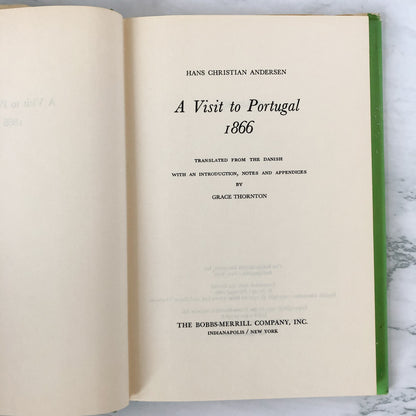 HANS CHRISTIAN ANDERSEN
A Visit to Portugal
1866
TRANSLATED FROM THE DANISH
WITH AN INTRODUCTION, NOTES AND APPENDICES
BY
GRACE THORNTON
THE BOBBS-MERRILL COMPANY, INC.
INDIANAPOLIS / NEW YORK